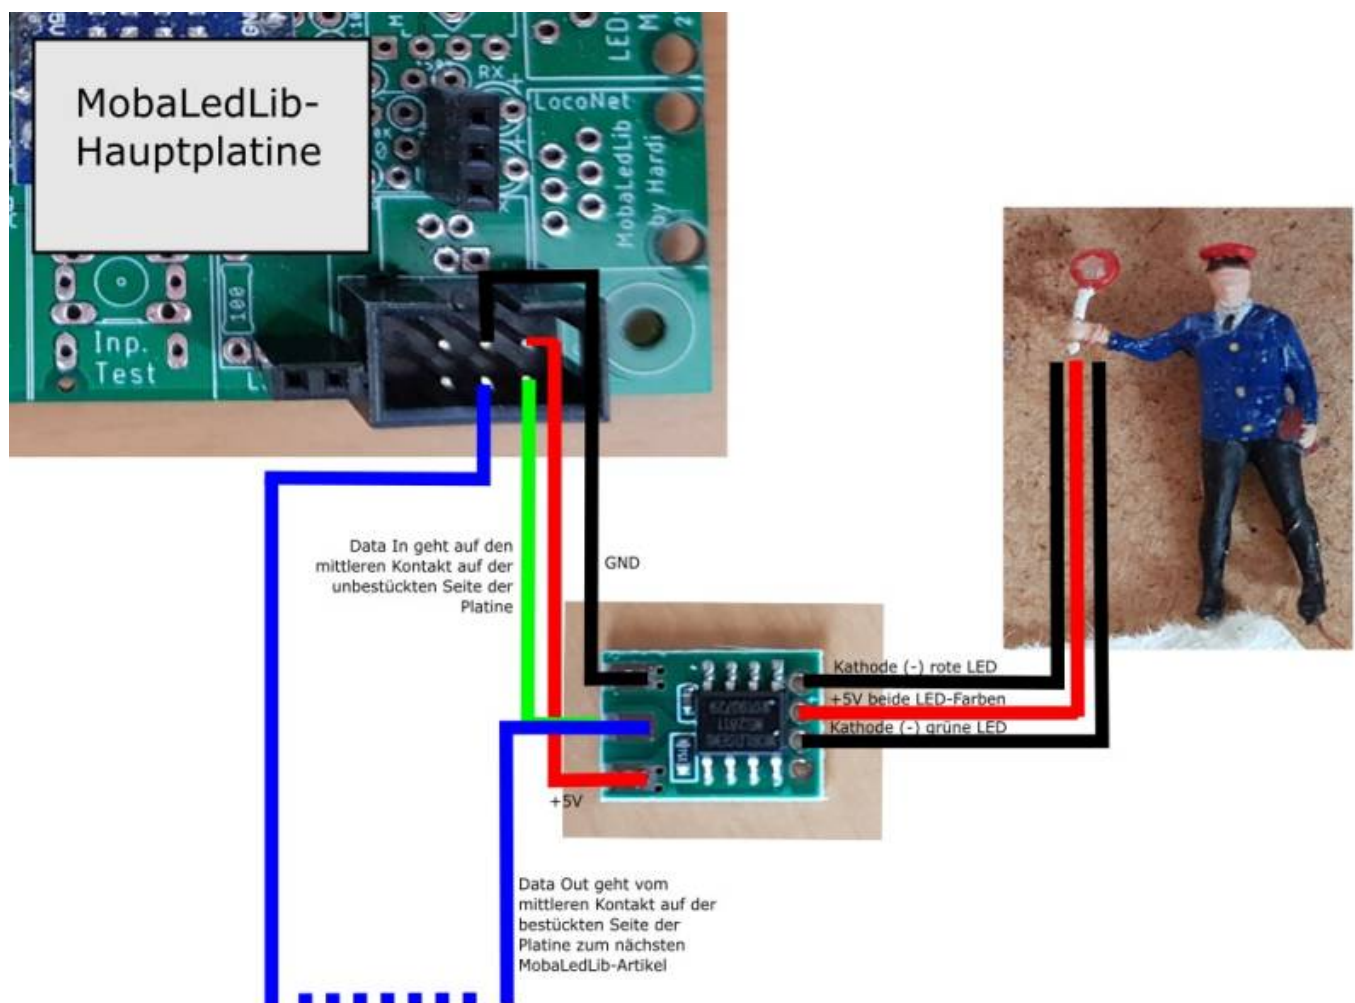 5V
GND
MobaLedLib-
Hauptplatine
RX
LED
LocoNet
MobaLedLib
by Hardi
100
Inp.
Test
Data In geht auf den
mittleren Kontakt auf der
unbestückten Seite der
Platine
GND
Kathode (-) rote LED
+5V beide LED-Farben
Kathode (-) grüne LED
+5V
Data Out geht vom
mittleren Kontakt auf der
bestückten Seite der
Platine zum nächsten
MobaLedLib-Artikel